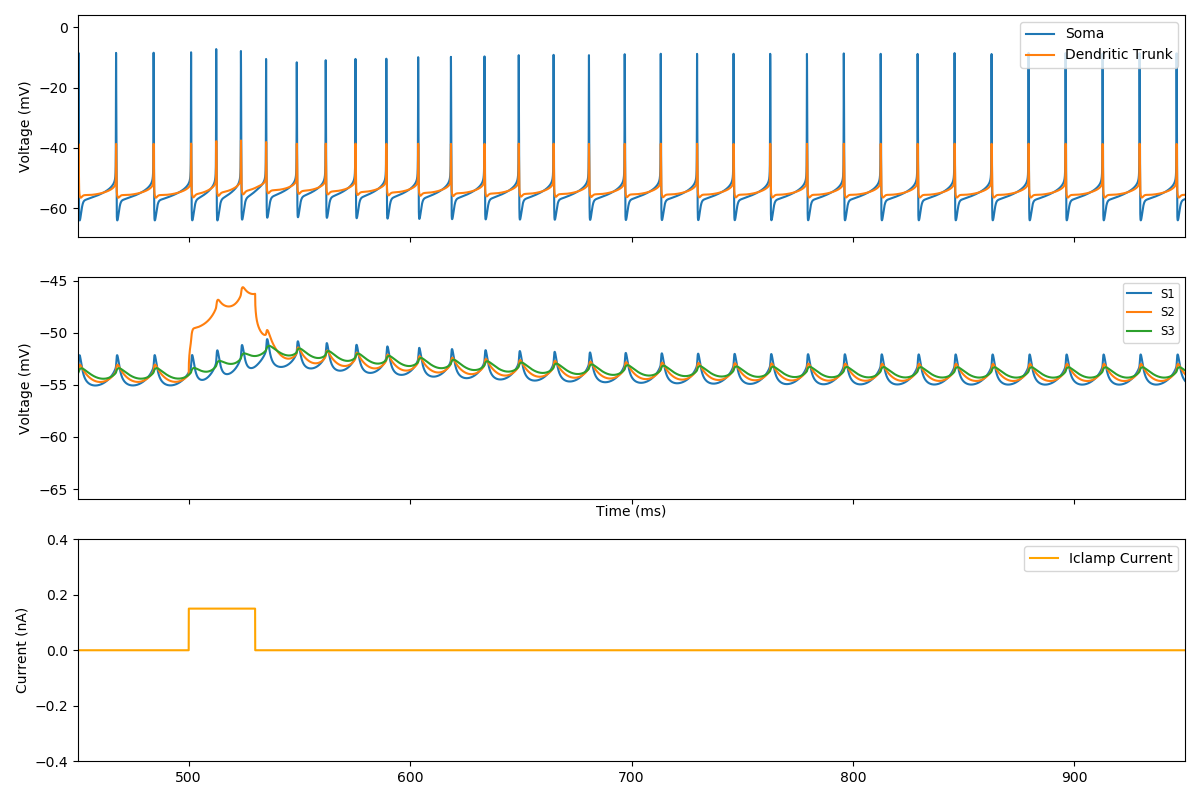 0
−20
−40
−60
Voltage (mV)
Soma
Dendritic Trunk
−45
−50
−55
−60
−65
Voltage (mV)
S1
S2
S3
Time (ms)
0.4
0.2
0.0
−0.2
−0.4
Current (nA)
Iclamp Current
500
600
700
800
900